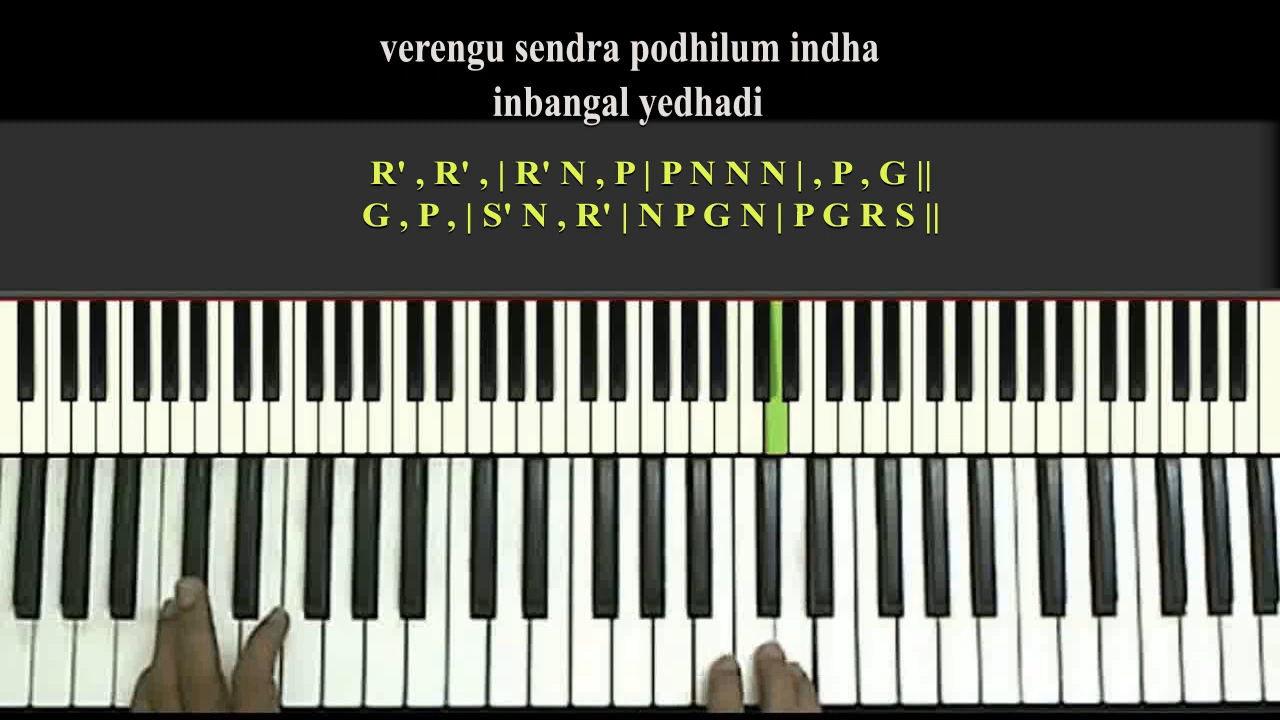 verengu sendra podhilum indha
inbangal yedhadi
R' , R' , | R' N , P | P N N N | , P , G ||
G , P , | S' N , R' | N P G N | P G R S ||